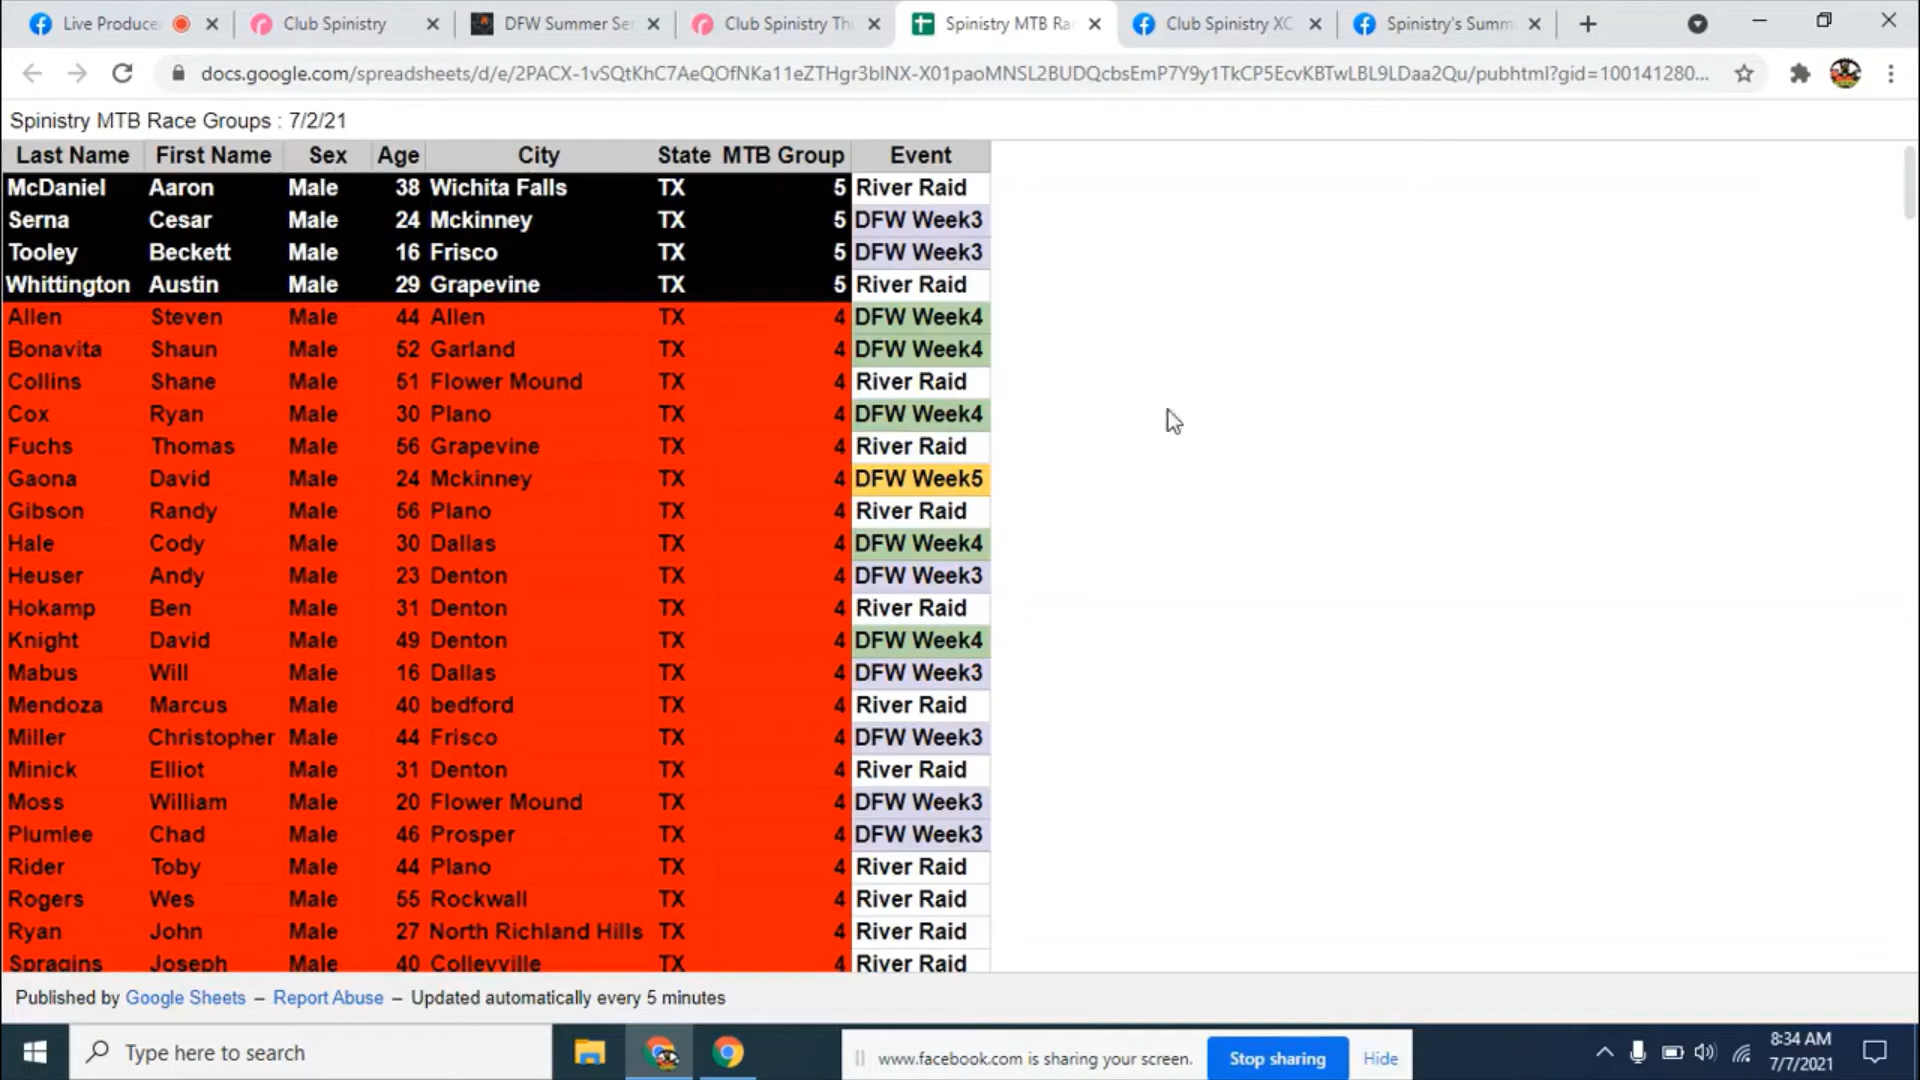 Live Produce
Club Spinistry
DFW Summer Se
Club Spinistry Th
Spinistry MTB Ra
Club Spinistry XC
Spinistry's Summ
docs.google.com/spreadsheets/d/e/2PACX-1vSQtKhC7AeQOfNKa11eZTHgr3bINX-X01paoMNSL2BUDQcbsEmP7Y9y1TkCP5EcvKBTwLBL9LDaa2Qu/pubhtml?gid=100141280...
Spinistry MTB Race Groups : 7/2/21
Last Name First Name Sex Age City State MTB Group Event
McDaniel Aaron Male 38 Wichita Falls TX 5 River Raid
Serna Cesar Male 24 Mckinney TX 5 DFW Week3
Tooley Beckett Male 16 Frisco TX 5 DFW Week3
Whittington Austin Male 29 Grapevine TX 5 River Raid
Allen Steven Male 44 Allen TX 4 DFW Week4
Bonavita Shaun Male 52 Garland TX 4 DFW Week4
Collins Shane Male 51 Flower Mound TX 4 River Raid
Cox Ryan Male 30 Plano TX 4 DFW Week4
Fuchs Thomas Male 56 Grapevine TX 4 River Raid
Gaona David Male 24 Mckinney TX 4 DFW Week5
Gibson Randy Male 56 Plano TX 4 River Raid
Hale Cody Male 30 Dallas TX 4 DFW Week4
Heuser Andy Male 23 Denton TX 4 DFW Week3
Hokamp Ben Male 31 Denton TX 4 River Raid
Knight David Male 49 Denton TX 4 DFW Week4
Mabus Will Male 16 Dallas TX 4 DFW Week3
Mendoza Marcus Male 40 bedford TX 4 River Raid
Miller Christopher Male 44 Frisco TX 4 DFW Week3
Minick Elliot Male 31 Denton TX 4 River Raid
Moss William Male 20 Flower Mound TX 4 DFW Week3
Plumlee Chad Male 46 Prosper TX 4 DFW Week3
Rider Toby Male 44 Plano TX 4 River Raid
Rogers Wes Male 55 Rockwall TX 4 River Raid
Ryan John Male 27 North Richland Hills TX 4 River Raid
Spragins Joseph Male 40 Colleyville TX 4 River Raid
Published by Google Sheets – Report Abuse – Updated automatically every 5 minutes
Type here to search
www.facebook.com is sharing your screen.
Stop sharing
Hide
8:34 AM
7/7/2021